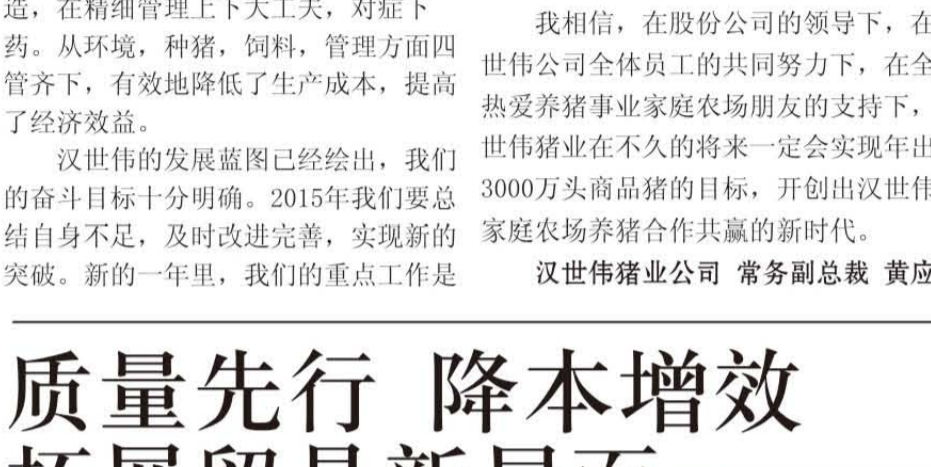 造，在精细管理上下大工夫，对症下
药。从环境，种猪，饲料，管理方面四
管齐下，有效地降低了生产成本，提高
了经济效益。
汉世伟的发展蓝图已经绘出，我们
的奋斗目标十分明确。2015年我们要总
结自身不足，及时改进完善，实现新的
突破。新的一年里，我们的重点工作是
我相信，在股份公司的领导下，在
世伟公司全体员工的共同努力下，在全
热爱养猪事业家庭农场朋友的支持下，
世伟猪业在不久的将来一定会实现年出
3000万头商品猪的目标，开创出汉世伟
家庭农场养猪合作共赢的新时代。
汉世伟猪业公司 常务副总裁 黄应
质量先行 降本增效
拓展贸易新局面